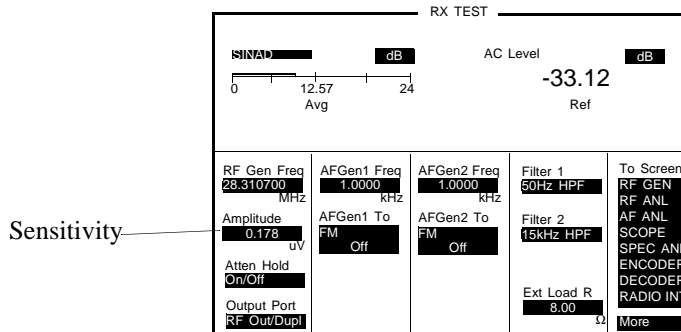 RX TEST
SINAD dB AC Level dB
-33.12
0 12.57 24
Avg Ref
RF Gen Freq AFGen1 Freq AFGen2 Freq Filter 1 To Screen
28.310700 1.0000 1.0000 50Hz HPF RF GEN
MHz kHz kHz RF ANL
Amplitude AFGen1 To AFGen2 To Filter 2 AF ANL
0.178 FM FM 15kHz HPF SCOPE
uV Off Off SPEC AN
Sensitivity
Atten Hold ENCODER
On/Off DECODER
Output Port Ext Load R RADIO INT
RF Out/Dupl 8.00 More
Ω